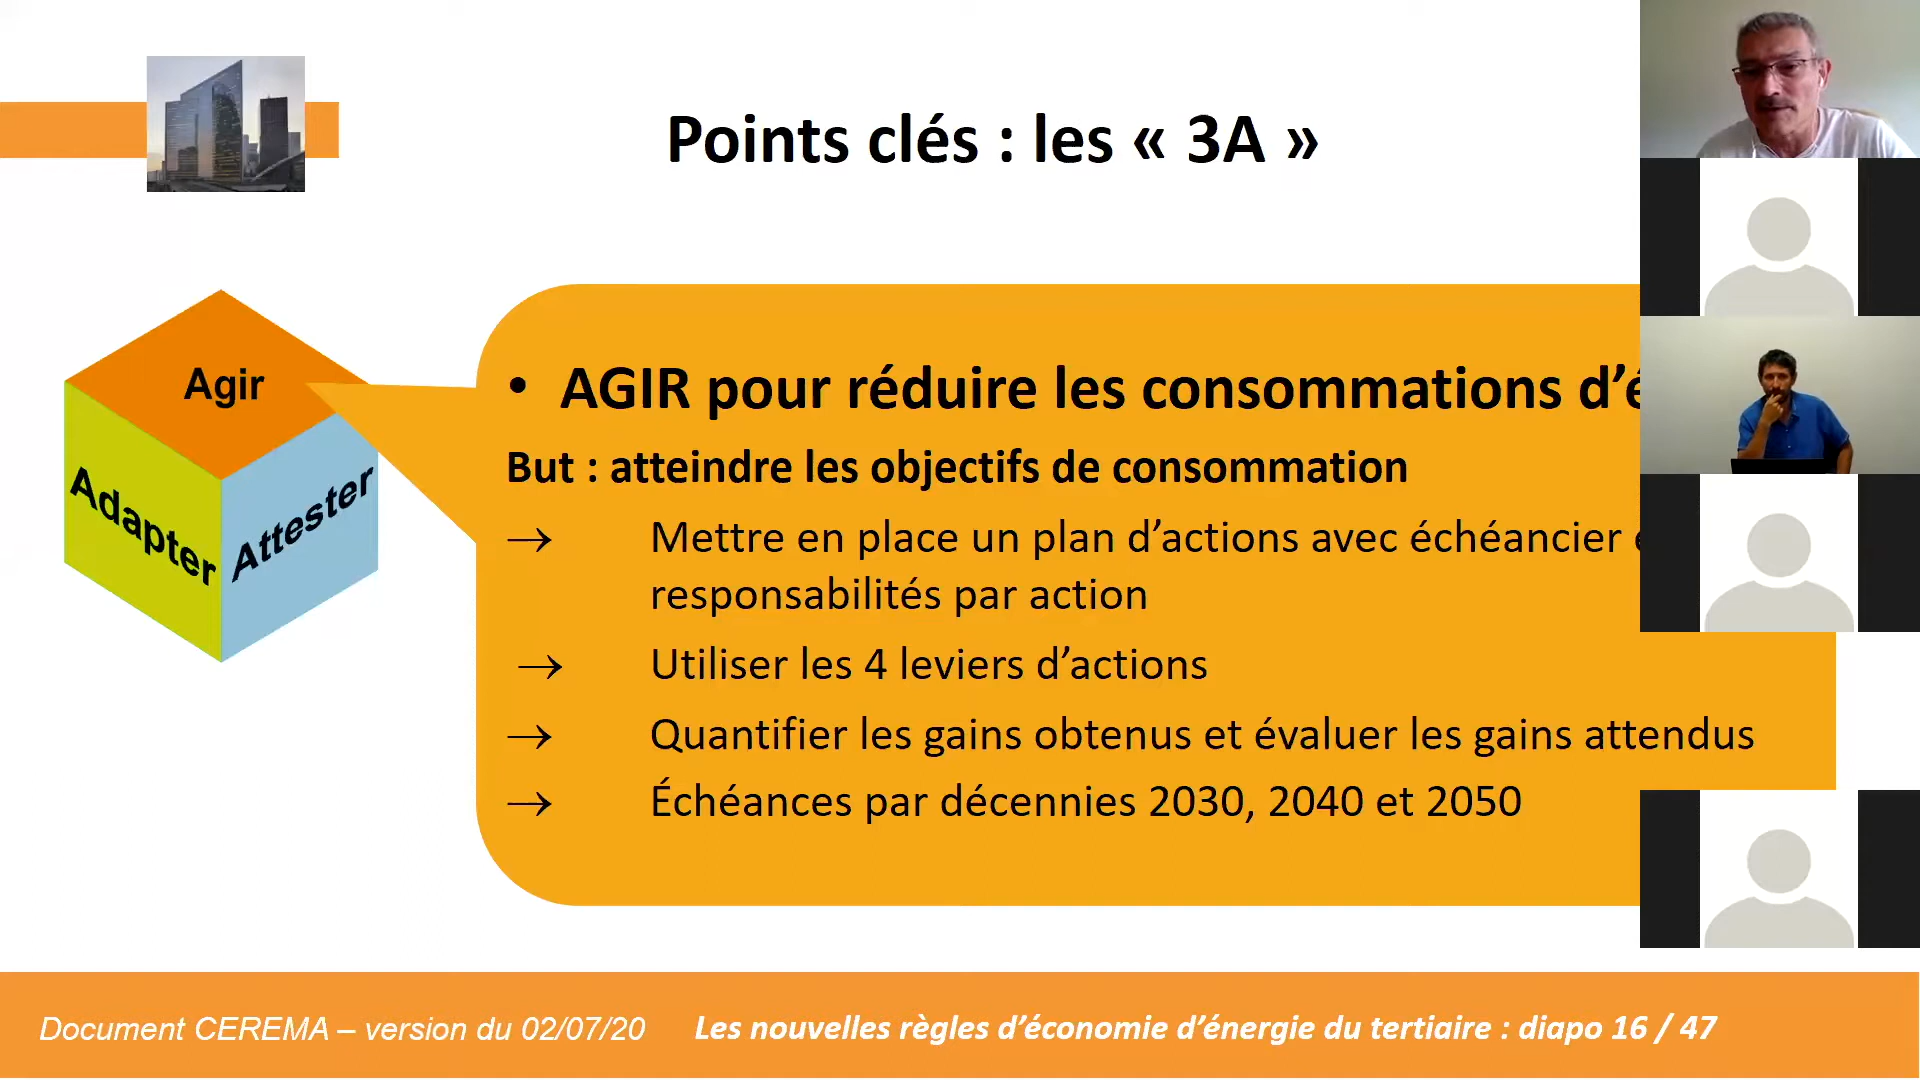 Points clés : les « 3A »
Agir
Adapter
Attester
• AGIR pour réduire les consommations
But : atteindre les objectifs de consommation
→ Mettre en place un plan d’actions avec échéancier
responsabilités par action
→ Utiliser les 4 leviers d’actions
→ Quantifier les gains obtenus et évaluer les gains attendus
→ Échéances par décennies 2030, 2040 et 2050
Document CEREMA – version du 02/07/20
Les nouvelles règles d’économie d’énergie du tertiaire : diapo 16 / 47